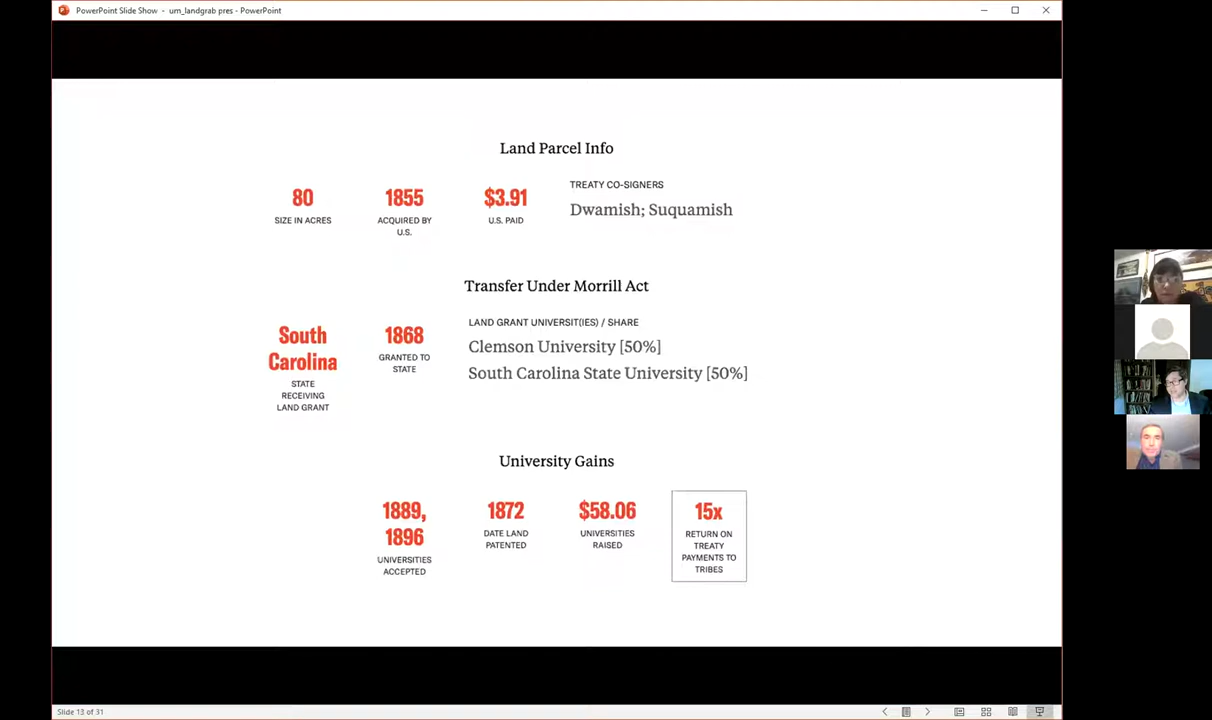 PowerPoint Slide Show - um_landgrab pres - PowerPoint
Land Parcel Info
80
SIZE IN ACRES
1855
ACQUIRED BY
U.S.
$3.91
U.S. PAID
TREATY CO-SIGNERS
Dwamish; Suquamish
Transfer Under Morrill Act
South
Carolina
STATE
RECEIVING
LAND GRANT
1868
GRANTED TO
STATE
LAND GRANT UNIVERSIT(IES) / SHARE
Clemson University [50%]
South Carolina State University [50%]
University Gains
1889,
1896
UNIVERSITIES
ACCEPTED
1872
DATE LAND
PATENTED
$58.06
UNIVERSITIES
RAISED
15x
RETURN ON
TREATY
PAYMENTS TO
TRIBES
Slide 13 of 31